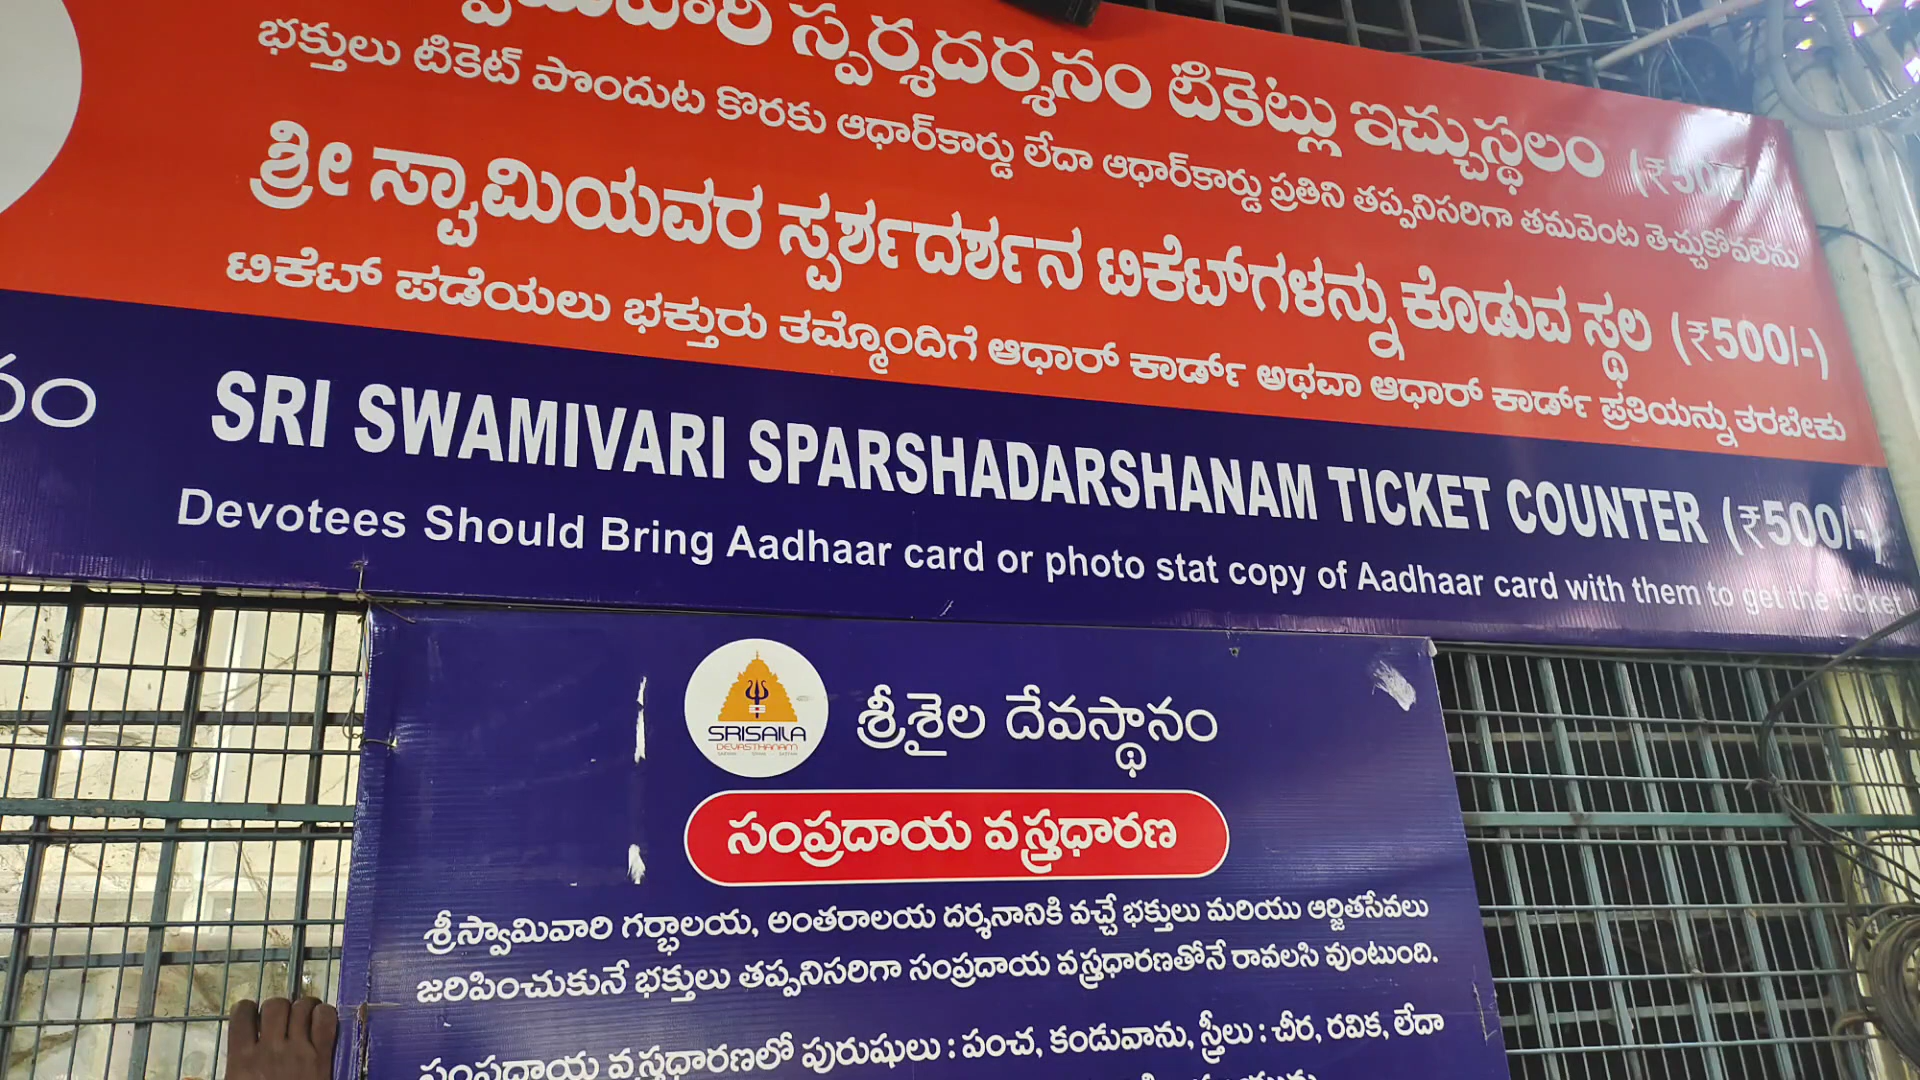 స్పర్శదర్శనం టికెట్లు ఇచ్చుస్థలం (₹500/-)
భక్తులు టికెట్ పొందుట కొరకు ఆధార్‌కార్డు లేదా ఆధార్‌కార్డు ప్రతిని తప్పనిసరిగా తమవెంట తెచ్చుకోవలెను
ಶ್ರೀ ಸ್ವಾಮಿಯವರ ಸ್ಪರ್ಶದರ್ಶನ ಟಿಕೆಟ್‌ಗಳನ್ನು ಕೊಡುವ ಸ್ಥಲ (₹500/-)
ಟಿಕೆಟ್ ಪಡೆಯಲು ಭಕ್ತುರು ತಮ್ಮೊಂದಿಗೆ ಆಧಾರ್ ಕಾರ್ಡ್ ಅಥವಾ ಆಧಾರ್ ಕಾರ್ಡ್ ಪ್ರತಿಯನ್ನು ತರಬೇಕು
SRI SWAMIVARI SPARSHADARSHANAM TICKET COUNTER (₹500/-)
Devotees Should Bring Aadhaar card or photo stat copy of Aadhaar card with them to get the ticket
SRISAILA
DEVASTHANAM
శ్రీశైల దేవస్థానం
సంప్రదాయ వస్త్రధారణ
శ్రీస్వామివారి గర్భాలయ, అంతరాలయ దర్శనానికి వచ్చే భక్తులు మరియు ఆర్జితసేవలు
జరిపించుకునే భక్తులు తప్పనిసరిగా సంప్రదాయ వస్త్రధారణతోనే రావలసి వుంటుంది.
సంప్రదాయ వస్త్రధారణలో పురుషులు : పంచ, కండువాను, స్త్రీలు : చీర, రవిక, లేదా